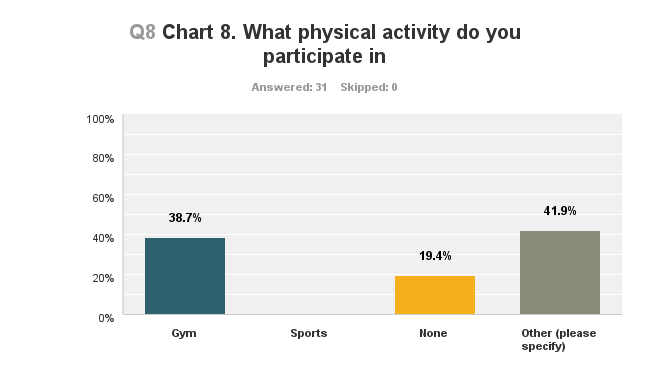 Q8 Chart 8. What physical activity do you
participate in
Answered: 31 Skipped: 0
100%
80%
60%
40%
20%
0%
38.7%
19.4%
41.9%
Gym
Sports
None
Other (please
specify)